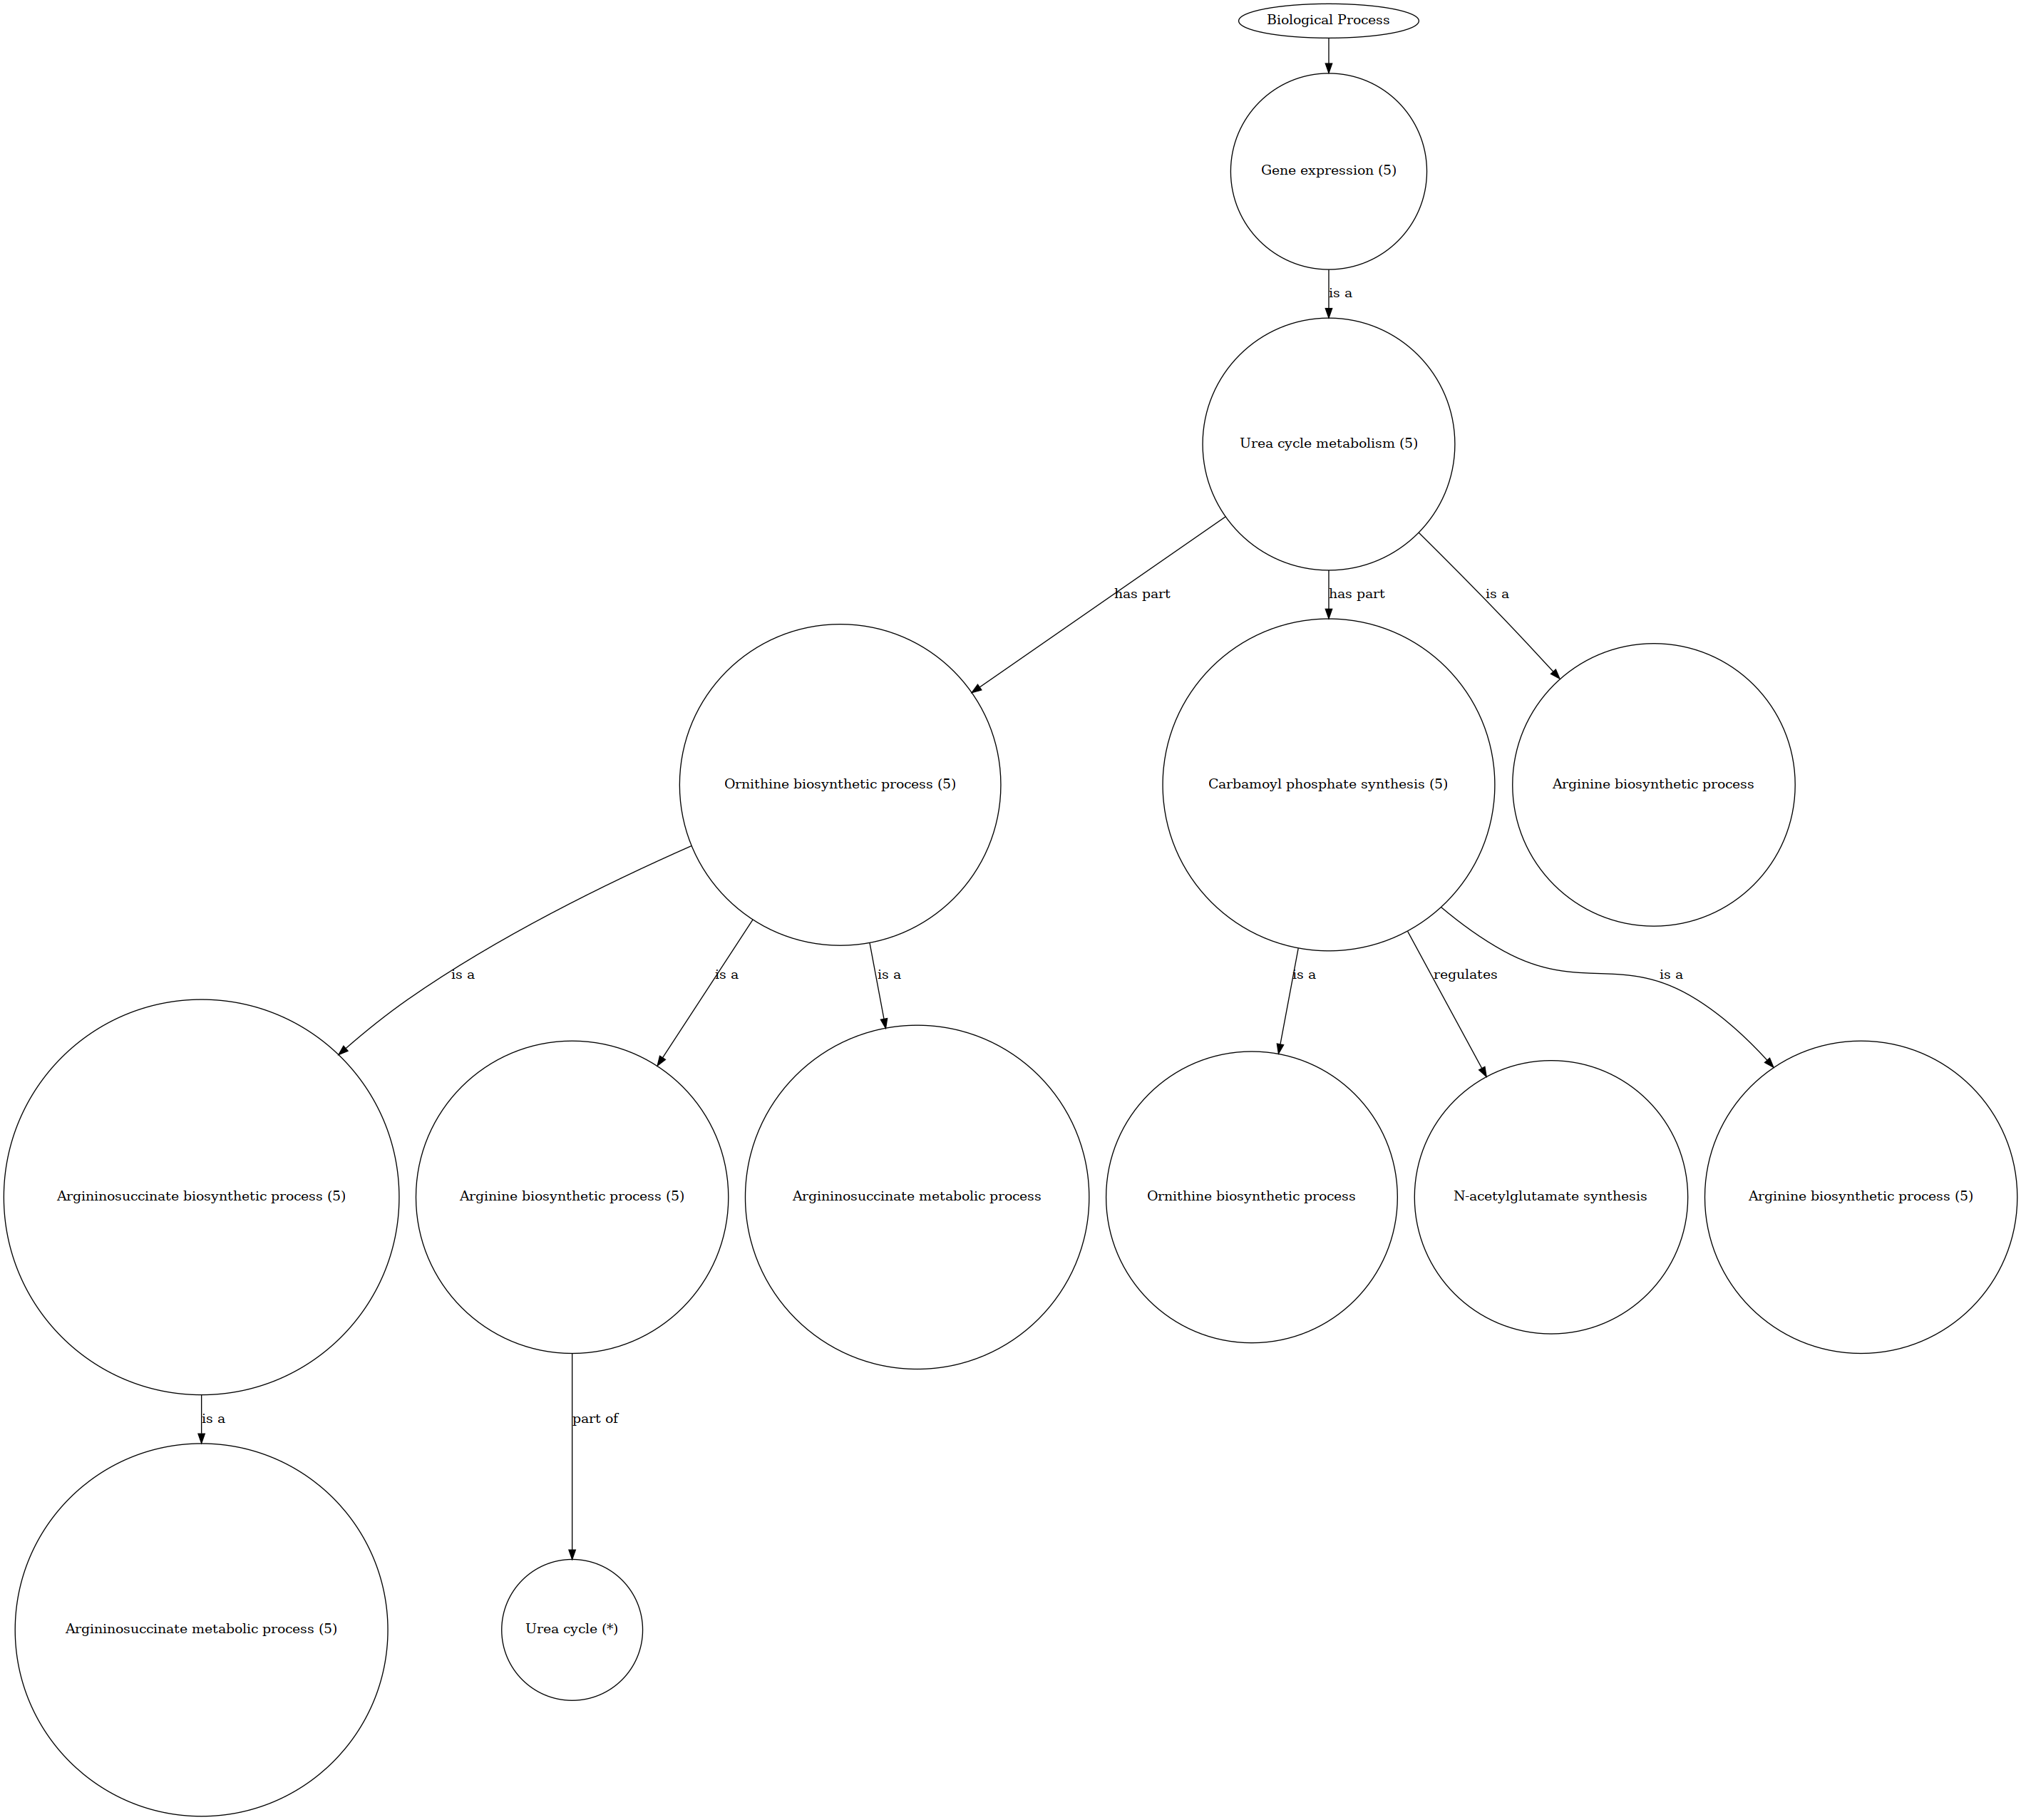 Biological Process
Gene expression (5)
is a
Urea cycle metabolism (5)
has part
has part
is a
Ornithine biosynthetic process (5)
Carbamoyl phosphate synthesis (5)
Arginine biosynthetic process
is a
is a
is a
is a
regulates
is a
Argininosuccinate biosynthetic process (5)
Arginine biosynthetic process (5)
Argininosuccinate metabolic process
Ornithine biosynthetic process
N-acetylglutamate synthesis
Arginine biosynthetic process (5)
is a
part of
Argininosuccinate metabolic process (5)
Urea cycle (*)